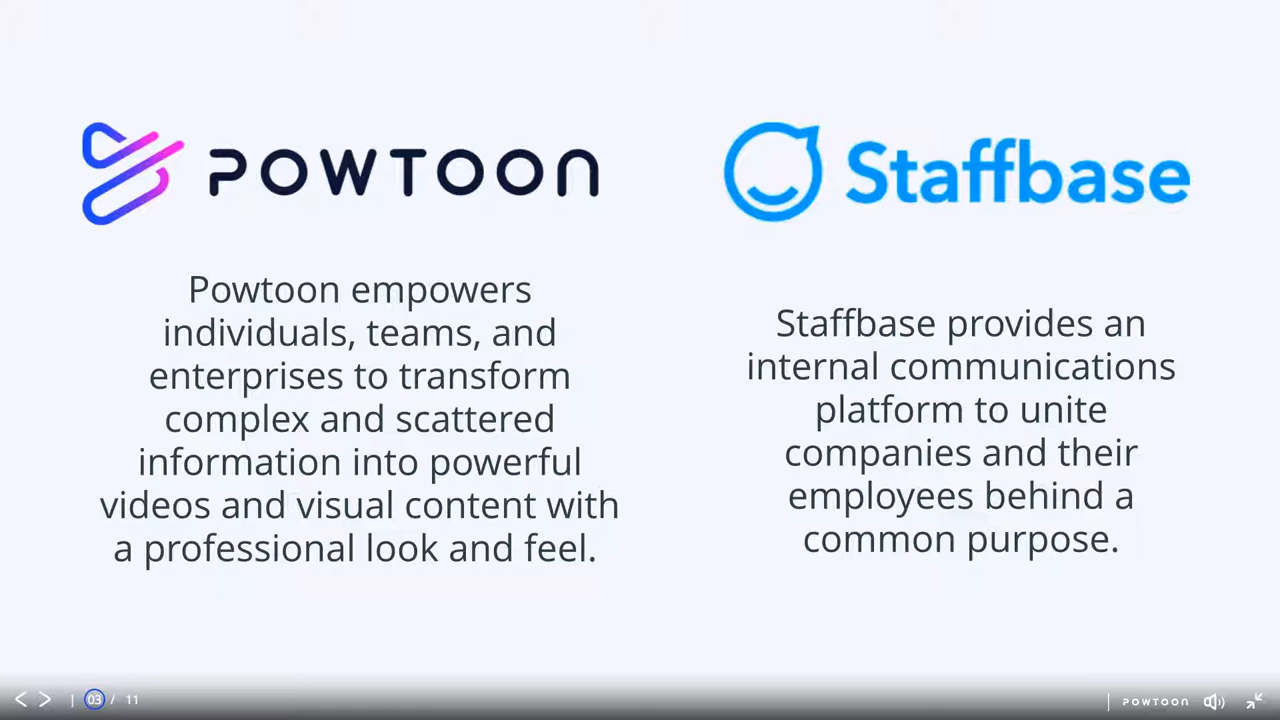 POWTOON
Powtoon empowers
individuals, teams, and
enterprises to transform
complex and scattered
information into powerful
videos and visual content with
a professional look and feel.
Staffbase
Staffbase provides an
internal communications
platform to unite
companies and their
employees behind a
common purpose.
03 / 11
POWTOON